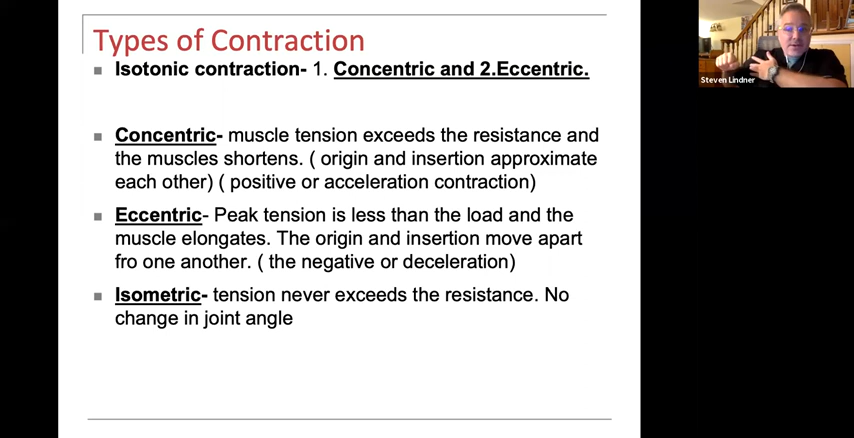 Types of Contraction
Isotonic contraction- 1. Concentric and 2.Eccentric.
Concentric- muscle tension exceeds the resistance and
the muscles shortens. ( origin and insertion approximate
each other) ( positive or acceleration contraction)
Eccentric- Peak tension is less than the load and the
muscle elongates. The origin and insertion move apart
fro one another. ( the negative or deceleration)
Isometric- tension never exceeds the resistance. No
change in joint angle
Steven Lindner